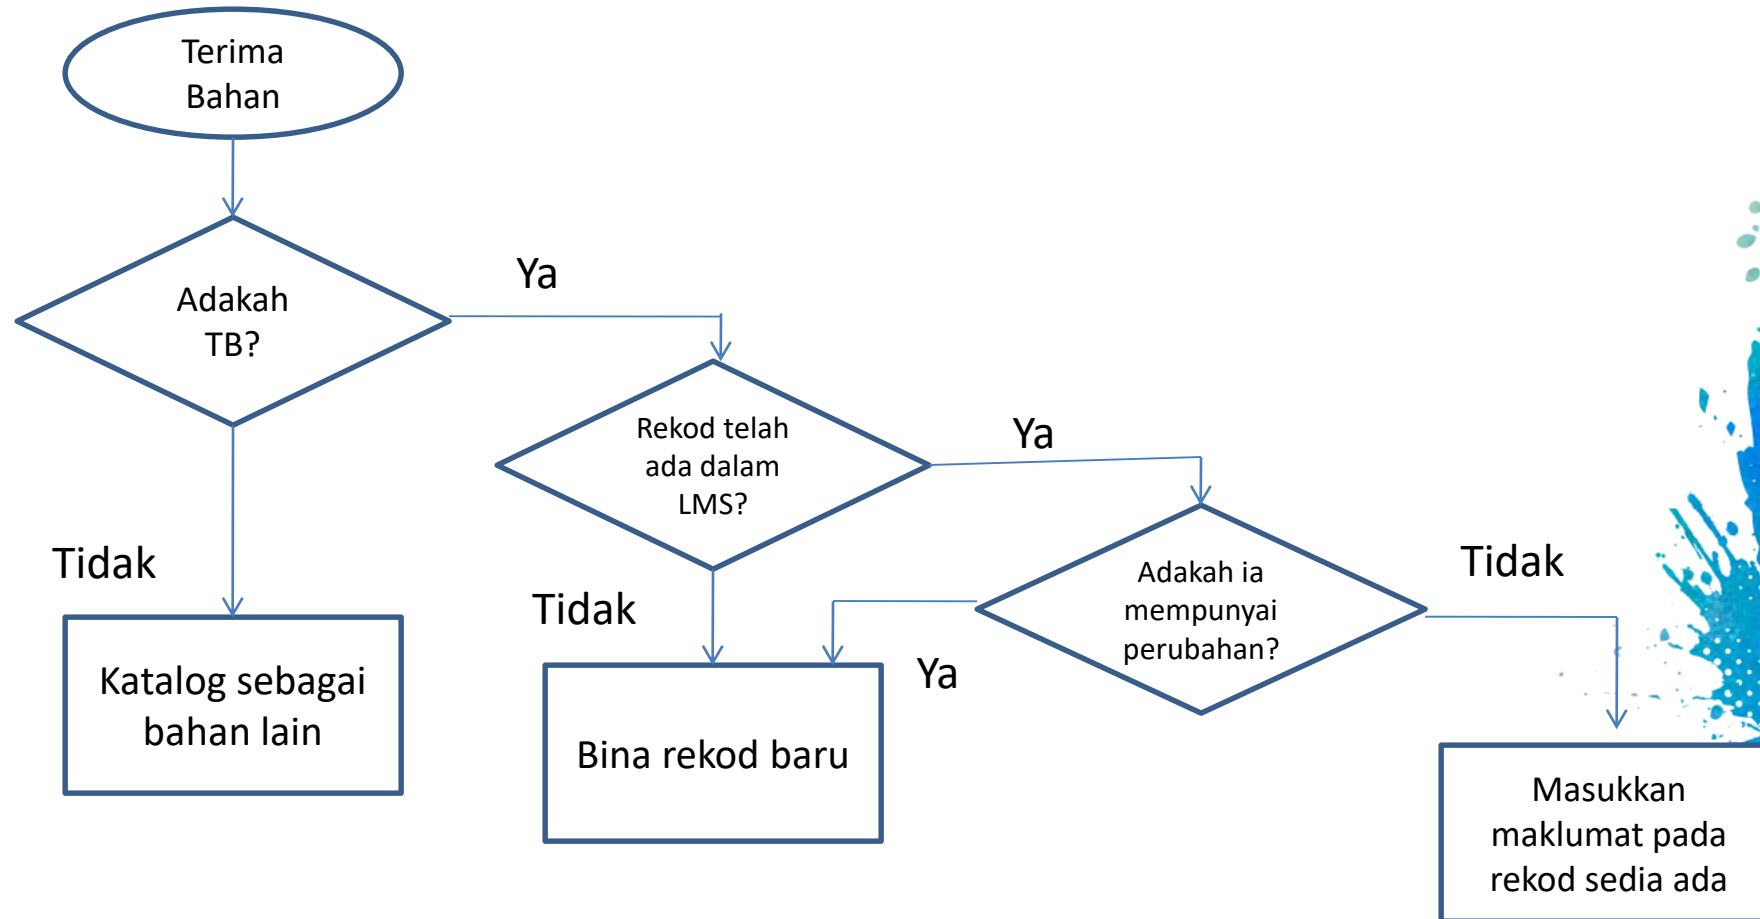 Terima
Bahan
Adakah
TB?
Ya
Rekod telah
ada dalam
LMS?
Ya
Adakah ia
mempunyai
perubahan?
Tidak
Tidak
Tidak
Ya
Katalog sebagai
bahan lain
Bina rekod baru
Masukkan
maklumat pada
rekod sedia ada